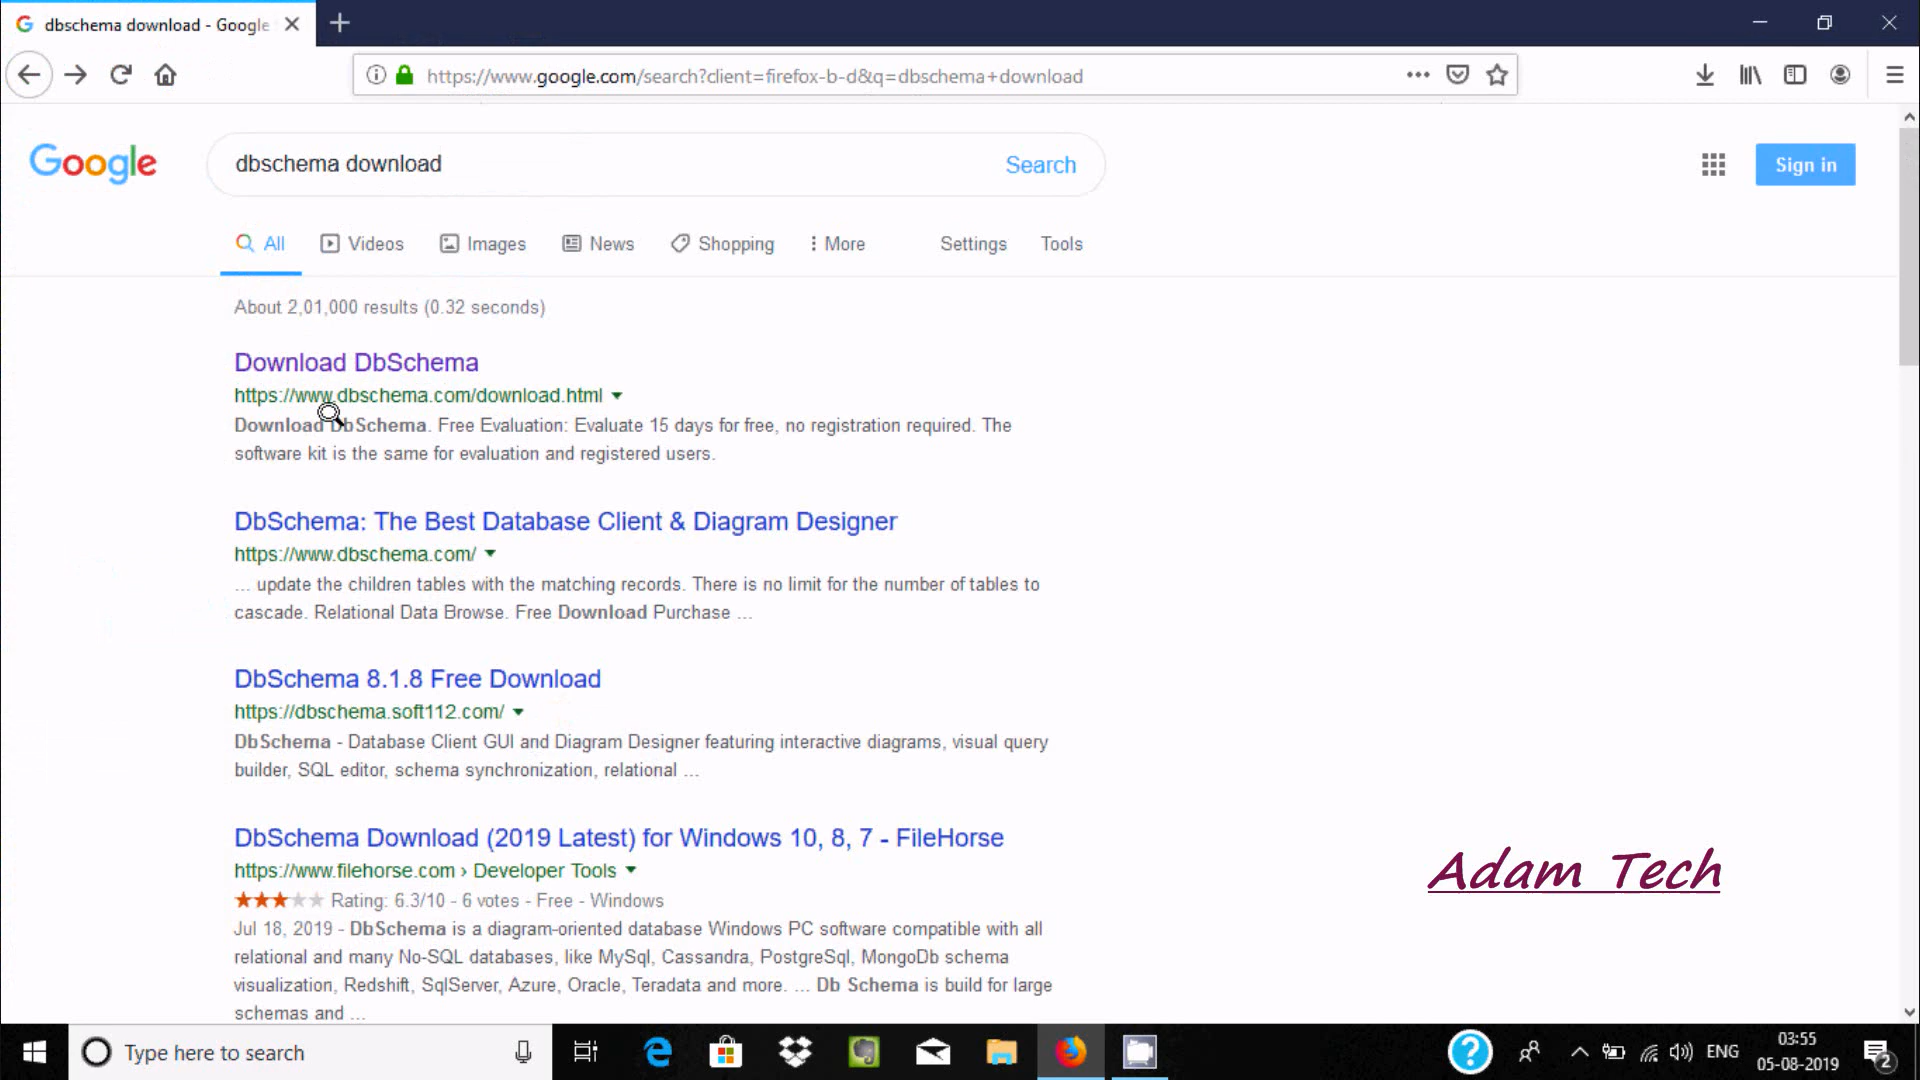 dbschema download - Google
https://www.google.com/search?client=firefox-b-d&q=dbschema+download
Google
dbschema download
Search
Sign in
All
Videos
Images
News
Shopping
More
Settings
Tools
About 2,01,000 results (0.32 seconds)
Download DbSchema
https://www.dbschema.com/download.html
Download DbSchema. Free Evaluation: Evaluate 15 days for free, no registration required. The
software kit is the same for evaluation and registered users.
DbSchema: The Best Database Client & Diagram Designer
https://www.dbschema.com/
... update the children tables with the matching records. There is no limit for the number of tables to
cascade. Relational Data Browse. Free Download Purchase ...
DbSchema 8.1.8 Free Download
https://dbschema.soft112.com/
DbSchema - Database Client GUI and Diagram Designer featuring interactive diagrams, visual query
builder, SQL editor, schema synchronization, relational ...
DbSchema Download (2019 Latest) for Windows 10, 8, 7 - FileHorse
https://www.filehorse.com › Developer Tools
Rating: 6.3/10 - 6 votes - Free - Windows
Jul 18, 2019 - DbSchema is a diagram-oriented database Windows PC software compatible with all
relational and many No-SQL databases, like MySql, Cassandra, PostgreSql, MongoDb schema
visualization, Redshift, SqlServer, Azure, Oracle, Teradata and more. ... Db Schema is build for large
schemas and ...
Adam Tech
Type here to search
ENG
03:55
05-08-2019
2